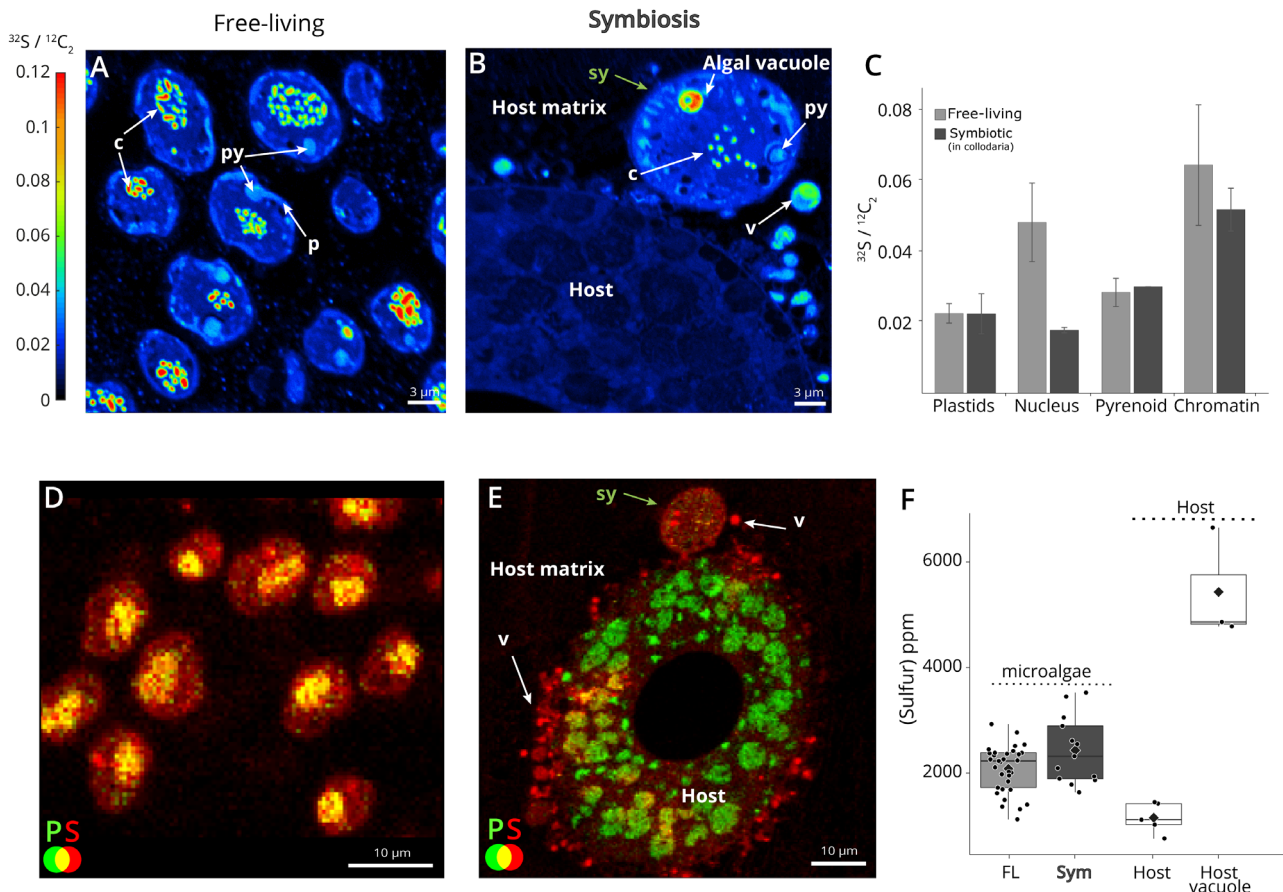 Free-living
Symbiosis
³²S / ¹²C₂
0.12
0.1
0.08
0.06
0.04
0.02
0
A
c
py
p
3 µm
B
sy
Algal vacuole
Host matrix
py
c
v
Host
3 µm
C
Free-living
Symbiotic
(in collodaria)
³²S / ¹²C₂
0.08
0.06
0.04
0.02
Plastids
Nucleus
Pyrenoid
Chromatin
D
P S
10 µm
E
sy
v
Host matrix
v
Host
P S
10 µm
F
(Sulfur) ppm
6000
4000
2000
Host
microalgae
FL
Sym
Host
Host
vacuole